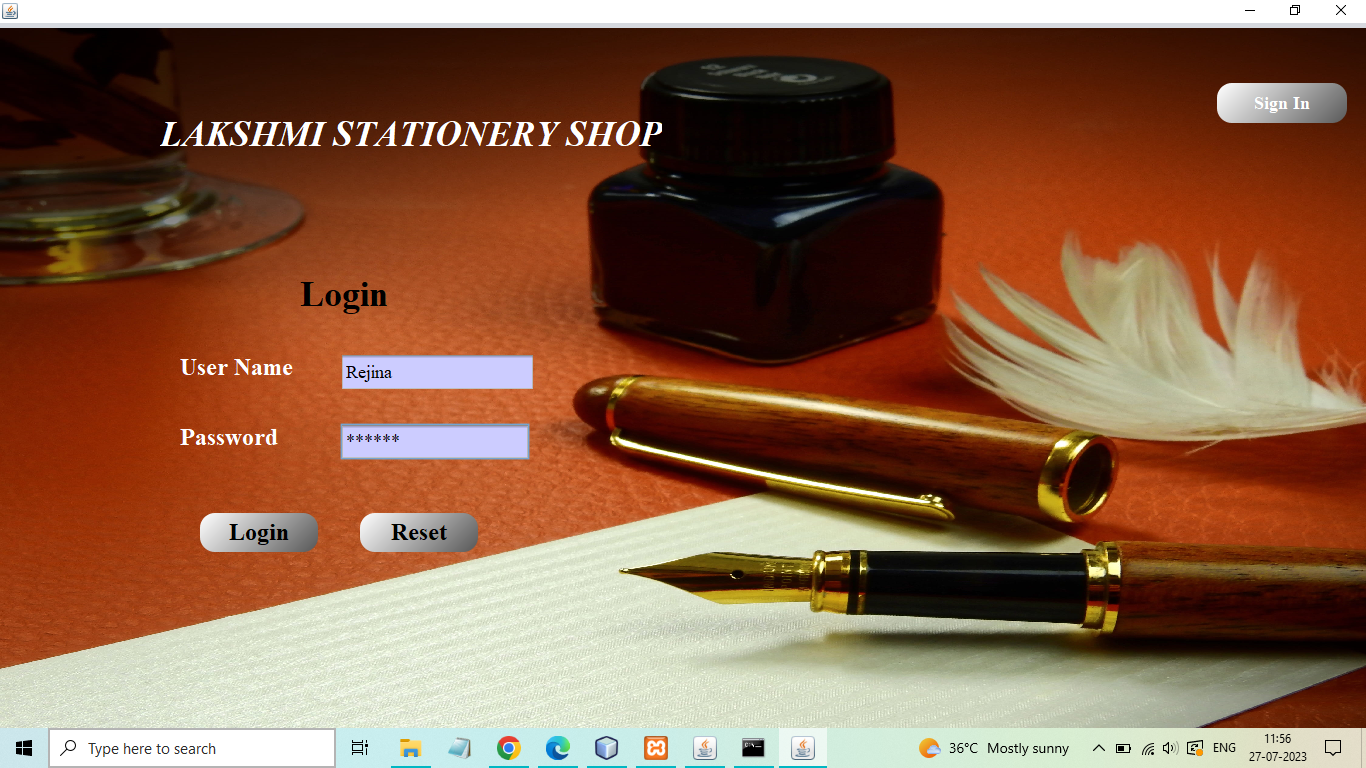 Sign In
LAKSHMI STATIONERY SHOP
Login
User Name
Rejina
Password
******
Login
Reset
Type here to search
36°C Mostly sunny
ENG
11:56
27-07-2023